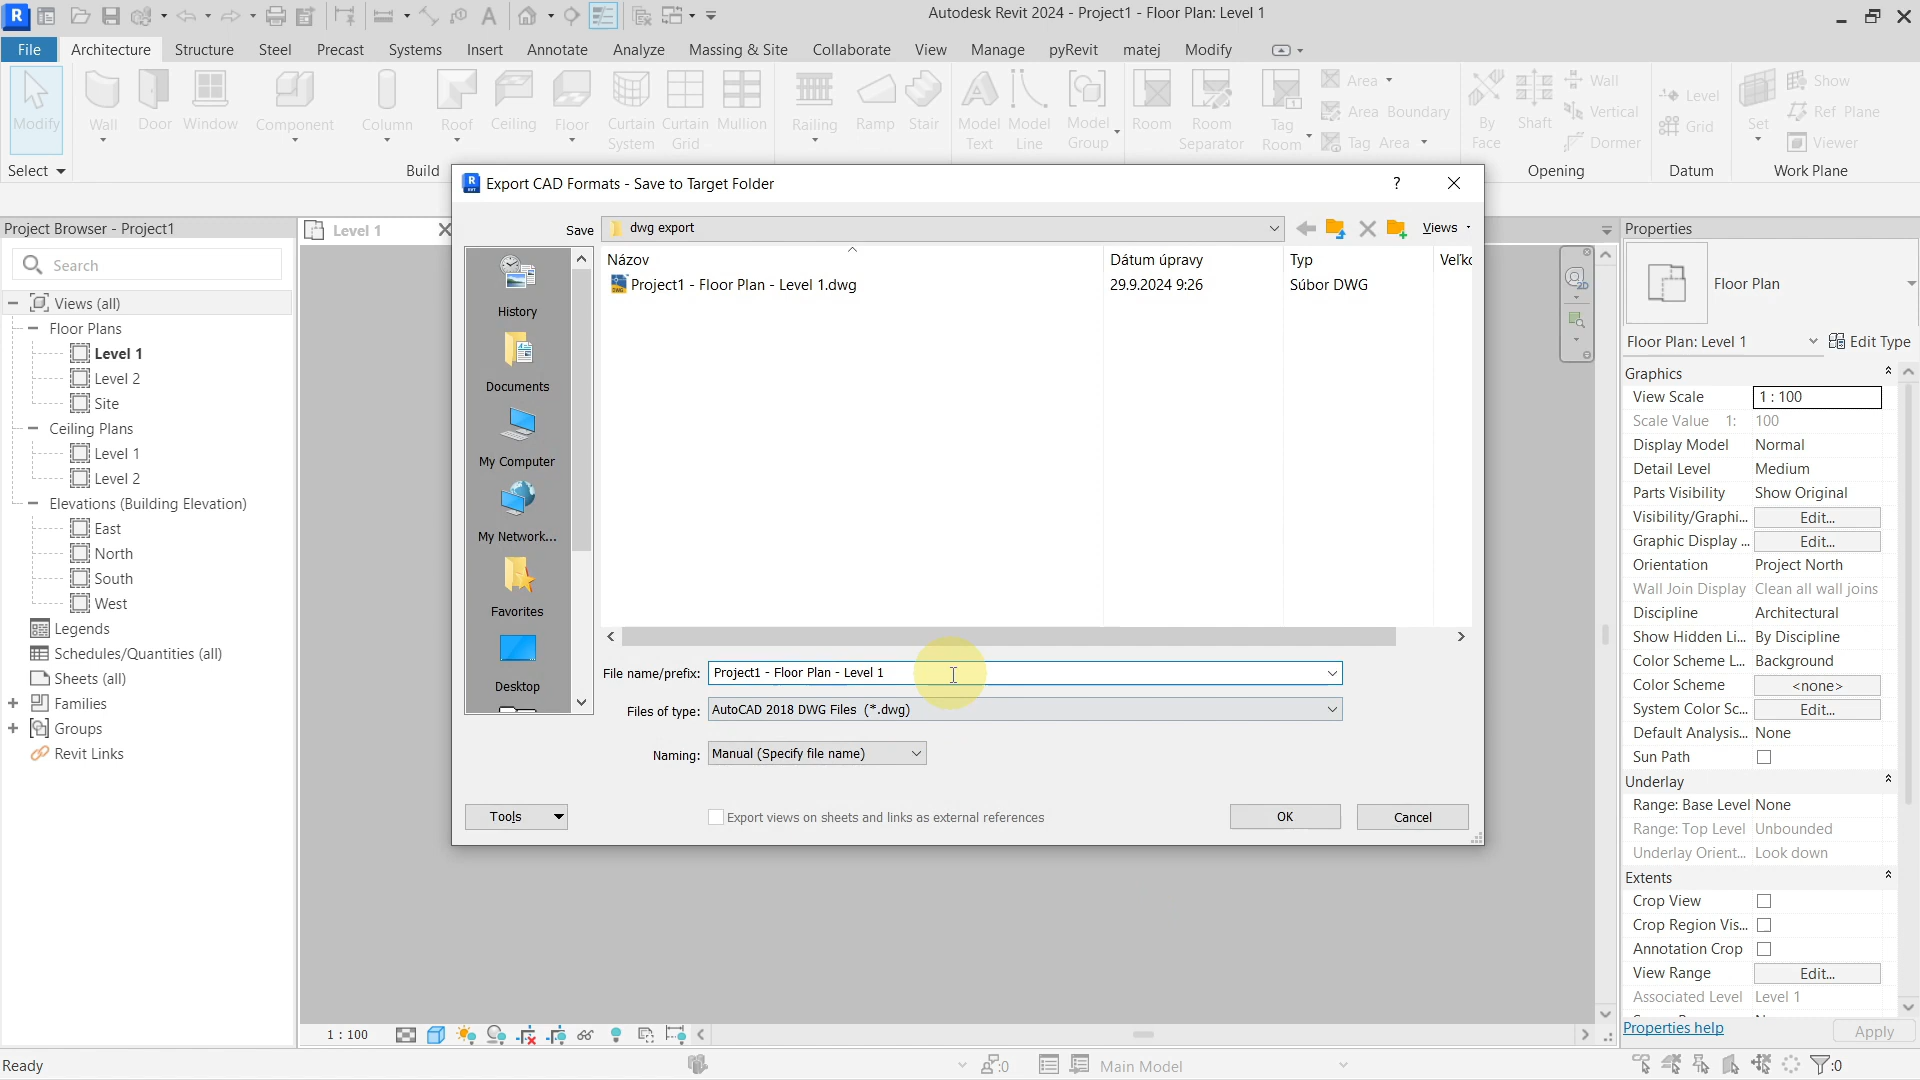 Autodesk Revit 2024 - Project1 - Floor Plan: Level 1
File Architecture Structure Steel Precast Systems Insert Annotate Analyze Massing & Site Collaborate View Manage pyRevit matej Modify
Modify
Wall
Door
Window
Component
Column
Roof
Ceiling
Floor
Curtain System
Curtain Grid
Mullion
Railing
Ramp
Stair
Model Text
Model Line
Model Group
Room
Room Separator
Tag Room
Area
Area Boundary
Tag Area
By Face
Shaft
Wall
Vertical
Dormer
Level
Grid
Set
Show
Ref Plane
Viewer
Select
Build
Opening
Datum
Work Plane
Project Browser - Project1
Search
Views (all)
Floor Plans
Level 1
Level 2
Site
Ceiling Plans
Level 1
Level 2
Elevations (Building Elevation)
East
North
South
West
Legends
Schedules/Quantities (all)
Sheets (all)
Families
Groups
Revit Links
Level 1
Export CAD Formats - Save to Target Folder
?
Save
dwg export
Views
Názov
Dátum úpravy
Typ
Project1 - Floor Plan - Level 1.dwg
29.9.2024 9:26
Súbor DWG
History
Documents
My Computer
My Network...
Favorites
Desktop
File name/prefix: Project1 - Floor Plan - Level 1
Files of type: AutoCAD 2018 DWG Files (*.dwg)
Naming: Manual (Specify file name)
Tools
Export views on sheets and links as external references
OK
Cancel
Properties
Floor Plan
Floor Plan: Level 1
Edit Type
Graphics
View Scale 1 : 100
Scale Value 1: 100
Display Model Normal
Detail Level Medium
Parts Visibility Show Original
Visibility/Graphi... Edit...
Graphic Display ... Edit...
Orientation Project North
Wall Join Display Clean all wall joins
Discipline Architectural
Show Hidden Li... By Discipline
Color Scheme L... Background
Color Scheme <none>
System Color Sc... Edit...
Default Analysis... None
Sun Path
Underlay
Range: Base Level None
Range: Top Level Unbounded
Underlay Orient... Look down
Extents
Crop View
Crop Region Vis...
Annotation Crop
View Range Edit...
Associated Level Level 1
Properties help
Apply
1 : 100
Ready
:0
Main Model
:0